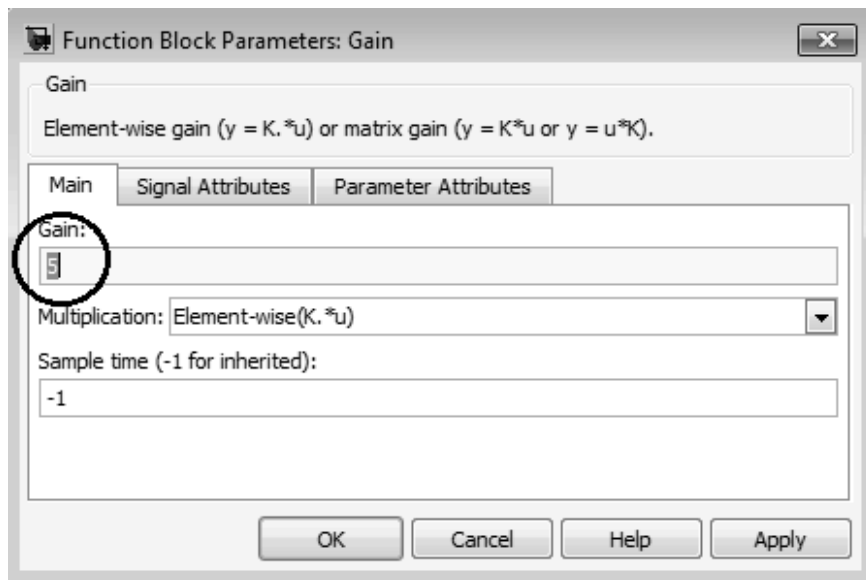 Function Block Parameters: Gain
Gain
Element-wise gain (y = K.*u) or matrix gain (y = K*u or y = u*K).
Main Signal Attributes Parameter Attributes
Gain:
5
Multiplication: Element-wise(K.*u)
Sample time (-1 for inherited):
-1
OK Cancel Help Apply